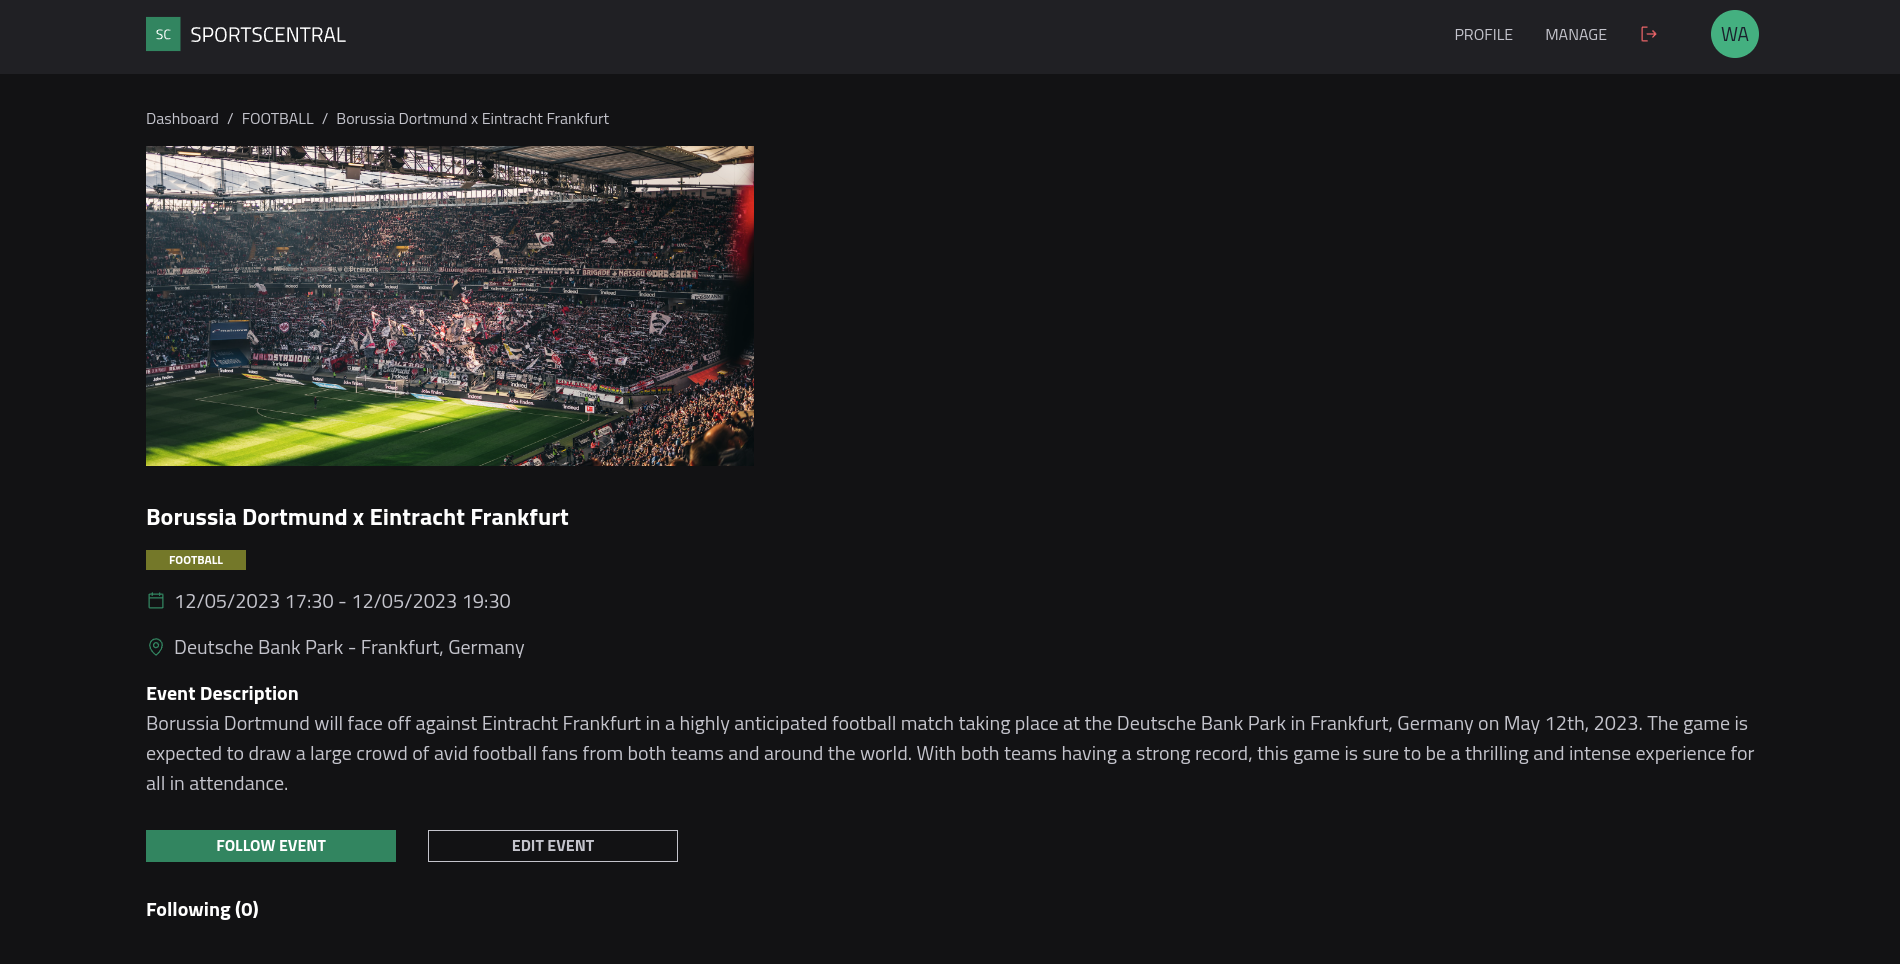 SC SPORTSCENTRAL PROFILE MANAGE WA
Dashboard / FOOTBALL / Borussia Dortmund x Eintracht Frankfurt
BRIGADE NASSAU
WALDSTADION
indeed
Borussia Dortmund x Eintracht Frankfurt
FOOTBALL
12/05/2023 17:30 - 12/05/2023 19:30
Deutsche Bank Park - Frankfurt, Germany
Event Description
Borussia Dortmund will face off against Eintracht Frankfurt in a highly anticipated football match taking place at the Deutsche Bank Park in Frankfurt, Germany on May 12th, 2023. The game is
expected to draw a large crowd of avid football fans from both teams and around the world. With both teams having a strong record, this game is sure to be a thrilling and intense experience for
all in attendance.
FOLLOW EVENT EDIT EVENT
Following (0)